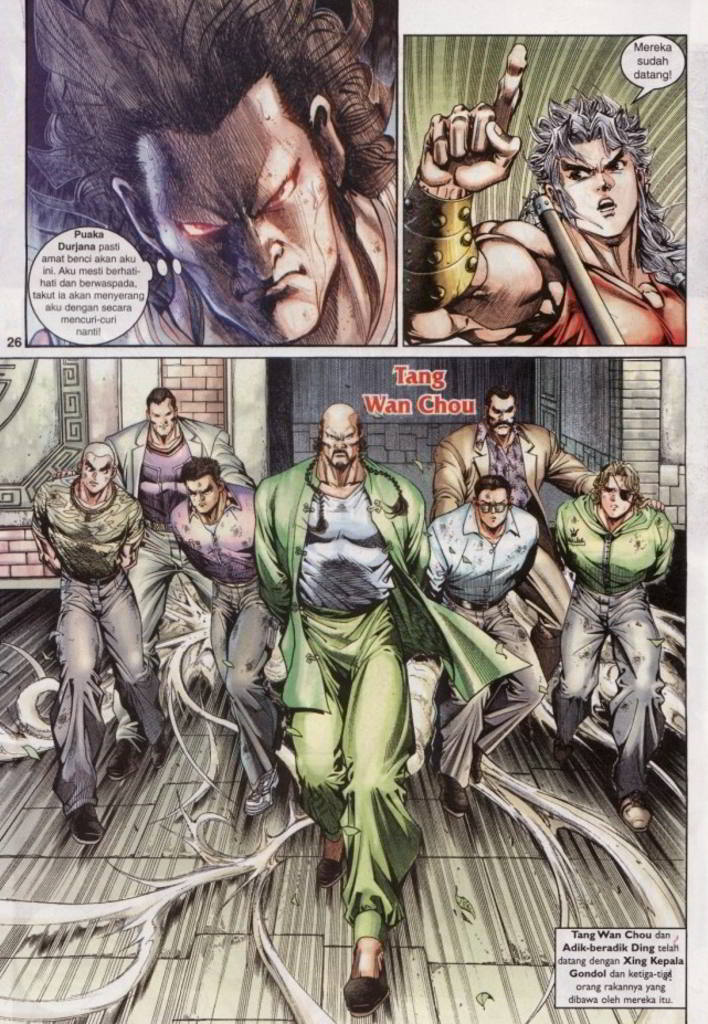 Puaka
Durjana pasti
amat benci akan aku
ini. Aku mesti berhati-
hati dan berwaspada,
takut ia akan menyerang
aku dengan secara
mencuri-curi
nanti!
Mereka
sudah
datang!
26
Tang
Wan Chou
Tang Wan Chou dan
Adik-beradik Ding telah
datang dengan Xing Kepala
Gondol dan ketiga-tiga
orang rakannya yang
dibawa oleh mereka itu.